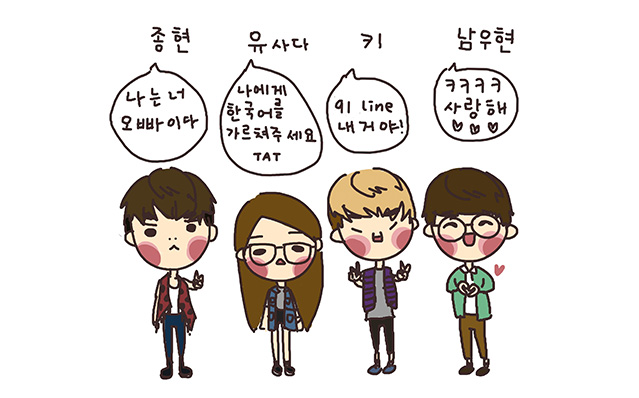 종현
나는 너
오빠이다
유사다
나에게
한국어를
가르쳐주세요
TAT
키
91 line
내거야!
남우현
ㅋㅋㅋㅋ
사랑해